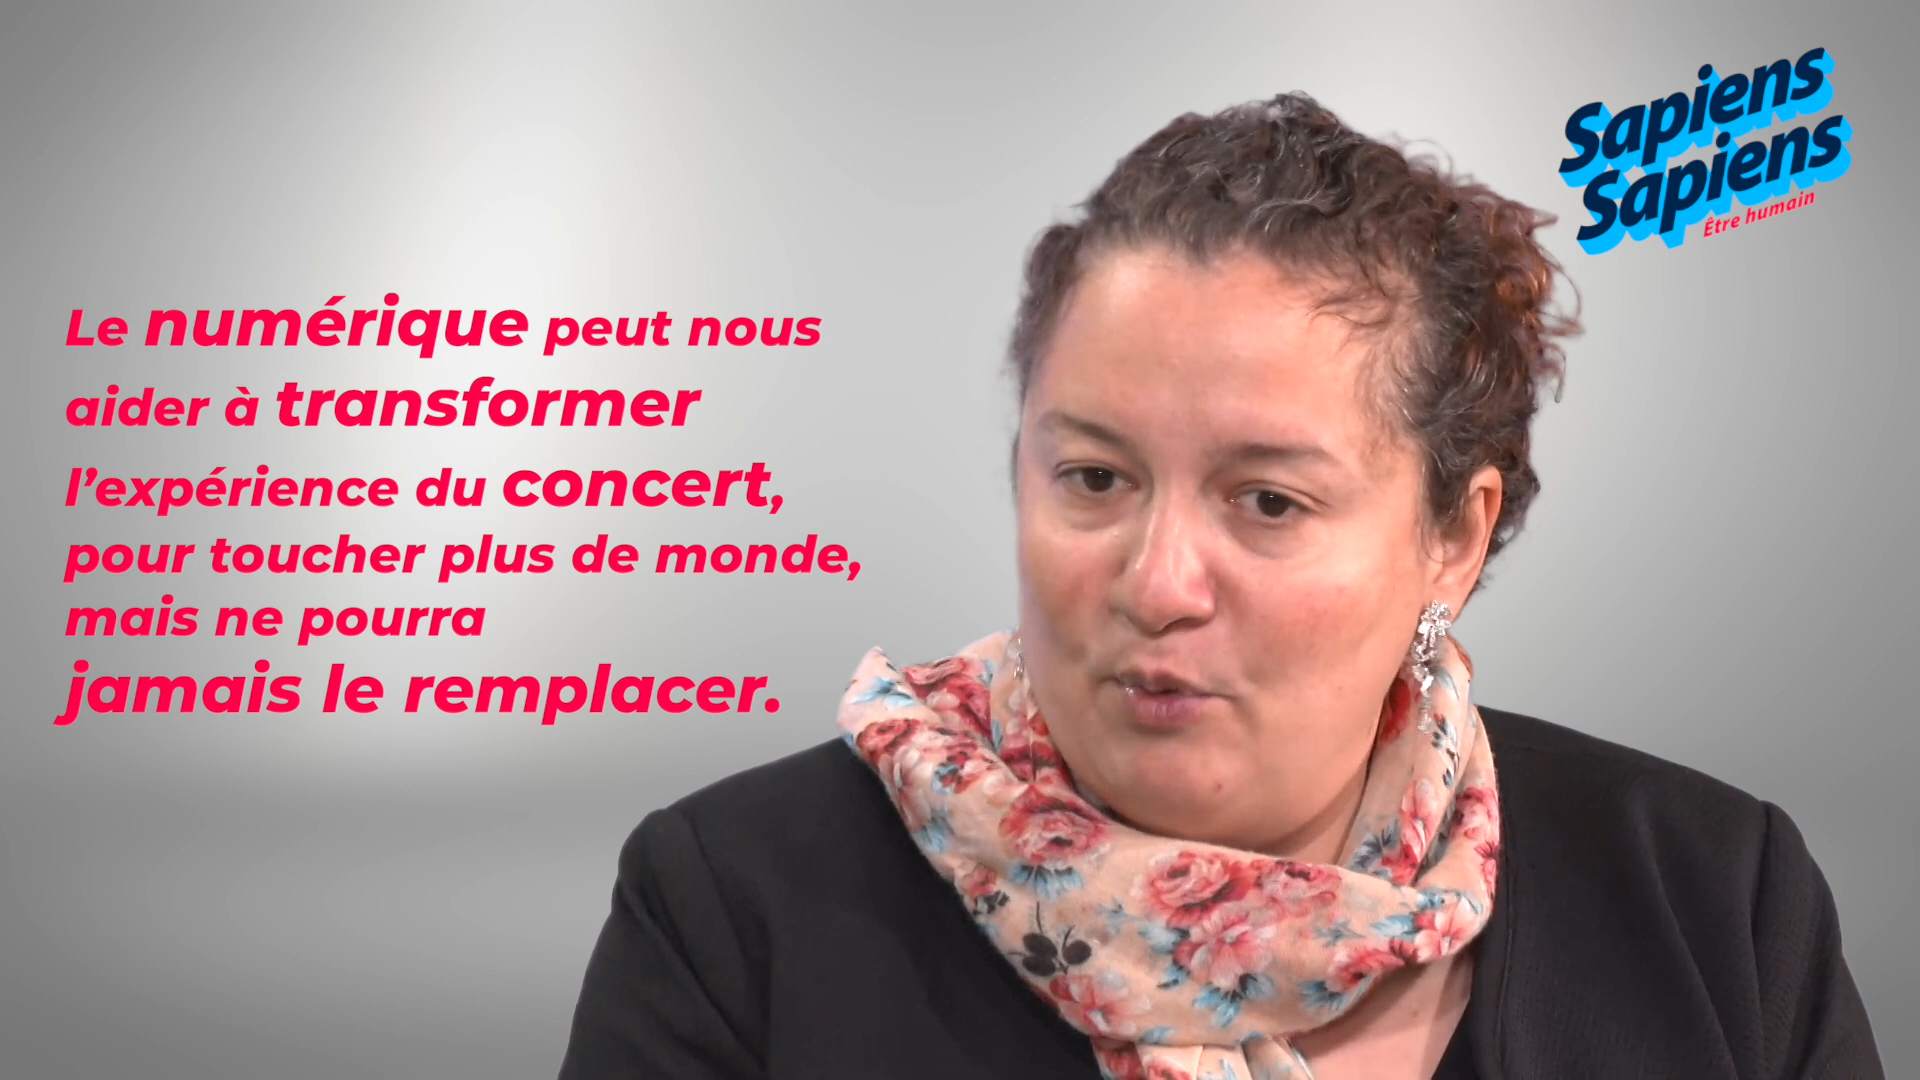 Sapiens
Sapiens
Être humain
Le numérique peut nous
aider à transformer
l’expérience du concert,
pour toucher plus de monde,
mais ne pourra
jamais le remplacer.